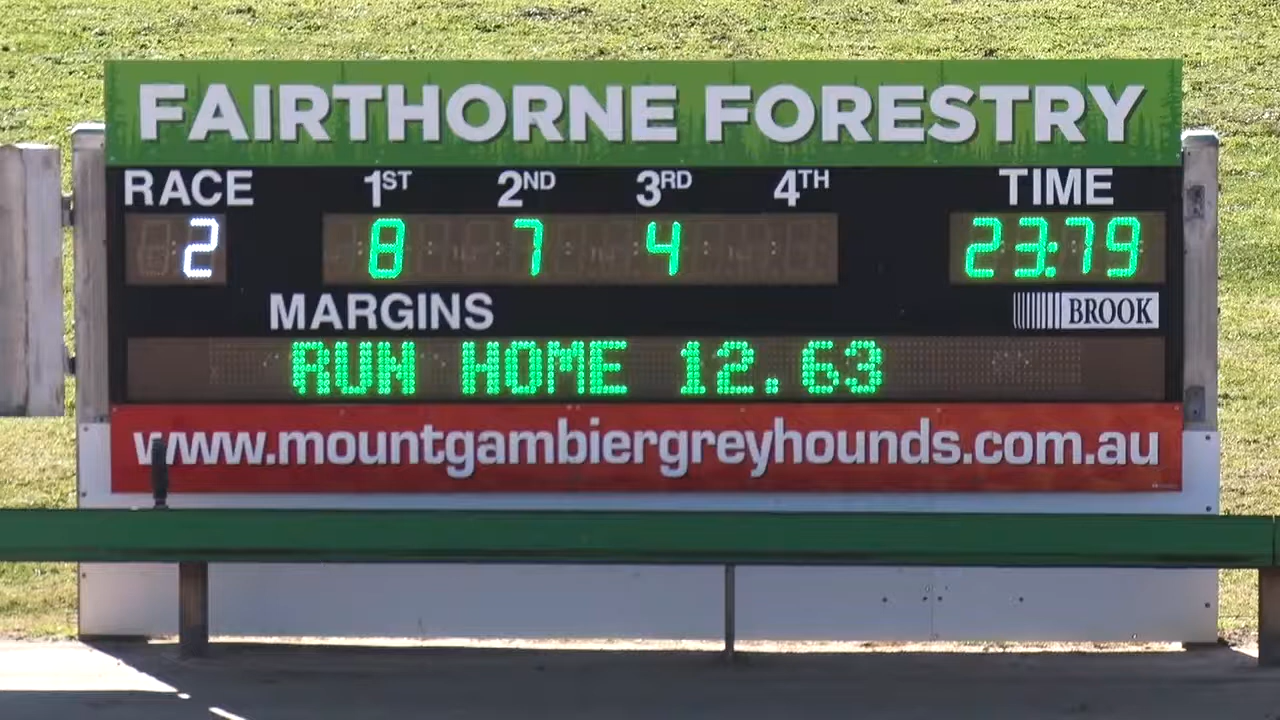 FAIRTHORNE FORESTRY
RACE 1ST 2ND 3RD 4TH TIME
2 8 7 4 23:79
MARGINS BROOK
RUN HOME 12.63
www.mountgambiergreyhounds.com.au